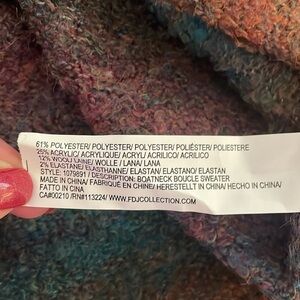 61% POLYESTER/ POLYESTER/ POLYESTER/ POLIÉSTER/ POLIESTERE
25% ACRYLIC/ ACRYLIQUE/ ACRYL/ ACRILICO/ ACRILICO
12% WOOL/ LAINE/ WOLLE / LANA/ LANA
2% ELASTANE/ ELASTHANNE/ ELASTAN/ ELASTANO/ ELASTAN
STYLE: 1079891 / DESCRIPTION: BOATNECK BOUCLE SWEATER
MADE IN CHINA/ FABRIQUÉ EN CHINE/ HERESTELLT IN CHINA/ HECHO IN CHINA/
FATTO IN CINA
CA#00210 /RN#113224/ WWW.FDJCOLLECTION.COM